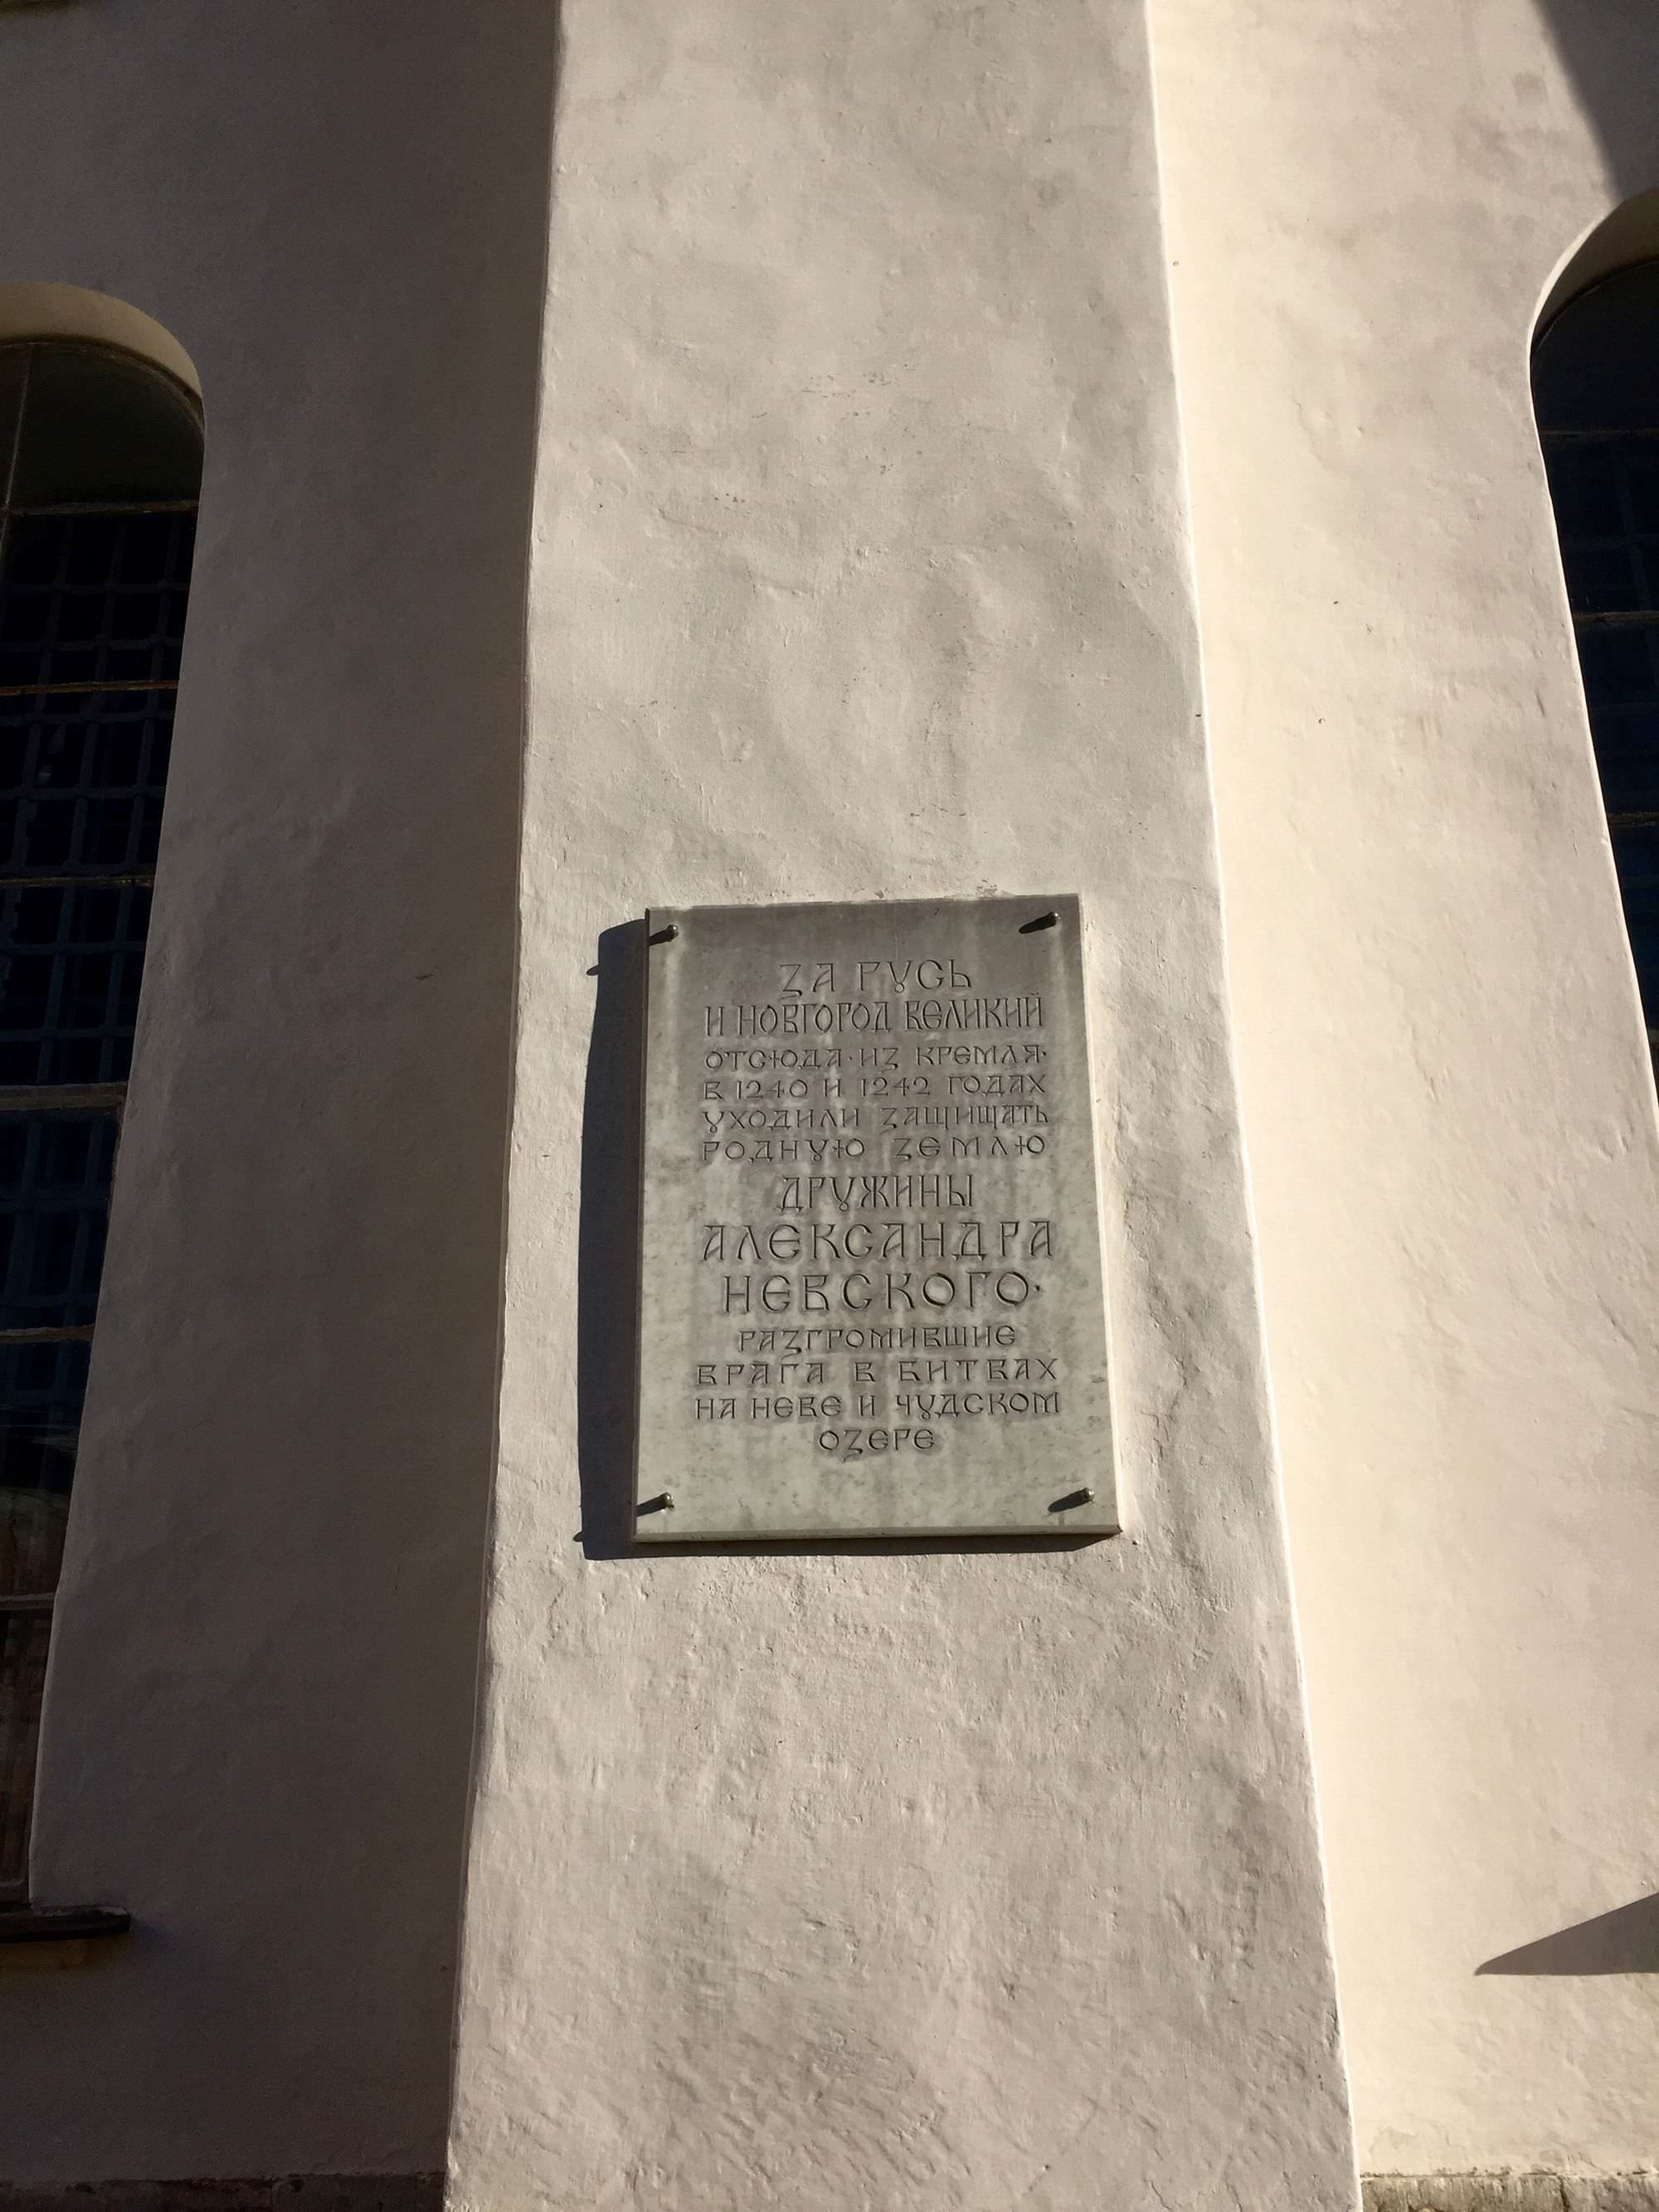 ЗА РУСЬ
И НОВГОРОД ВЕЛИКИЙ
ОТСЮДА·ИЗ КРЕМЛЯ·
В 1240 И 1242 ГОДАХ
УХОДИЛИ ЗАЩИЩАТЬ
РОДНУЮ ЗЕМЛЮ
ДРУЖИНЫ
АЛЕКСАНДРА
НЕВСКОГО·
РАЗГРОМИВШИЕ
ВРАГА В БИТВАХ
НА НЕВЕ И ЧУДСКОМ
ОЗЕРЕ